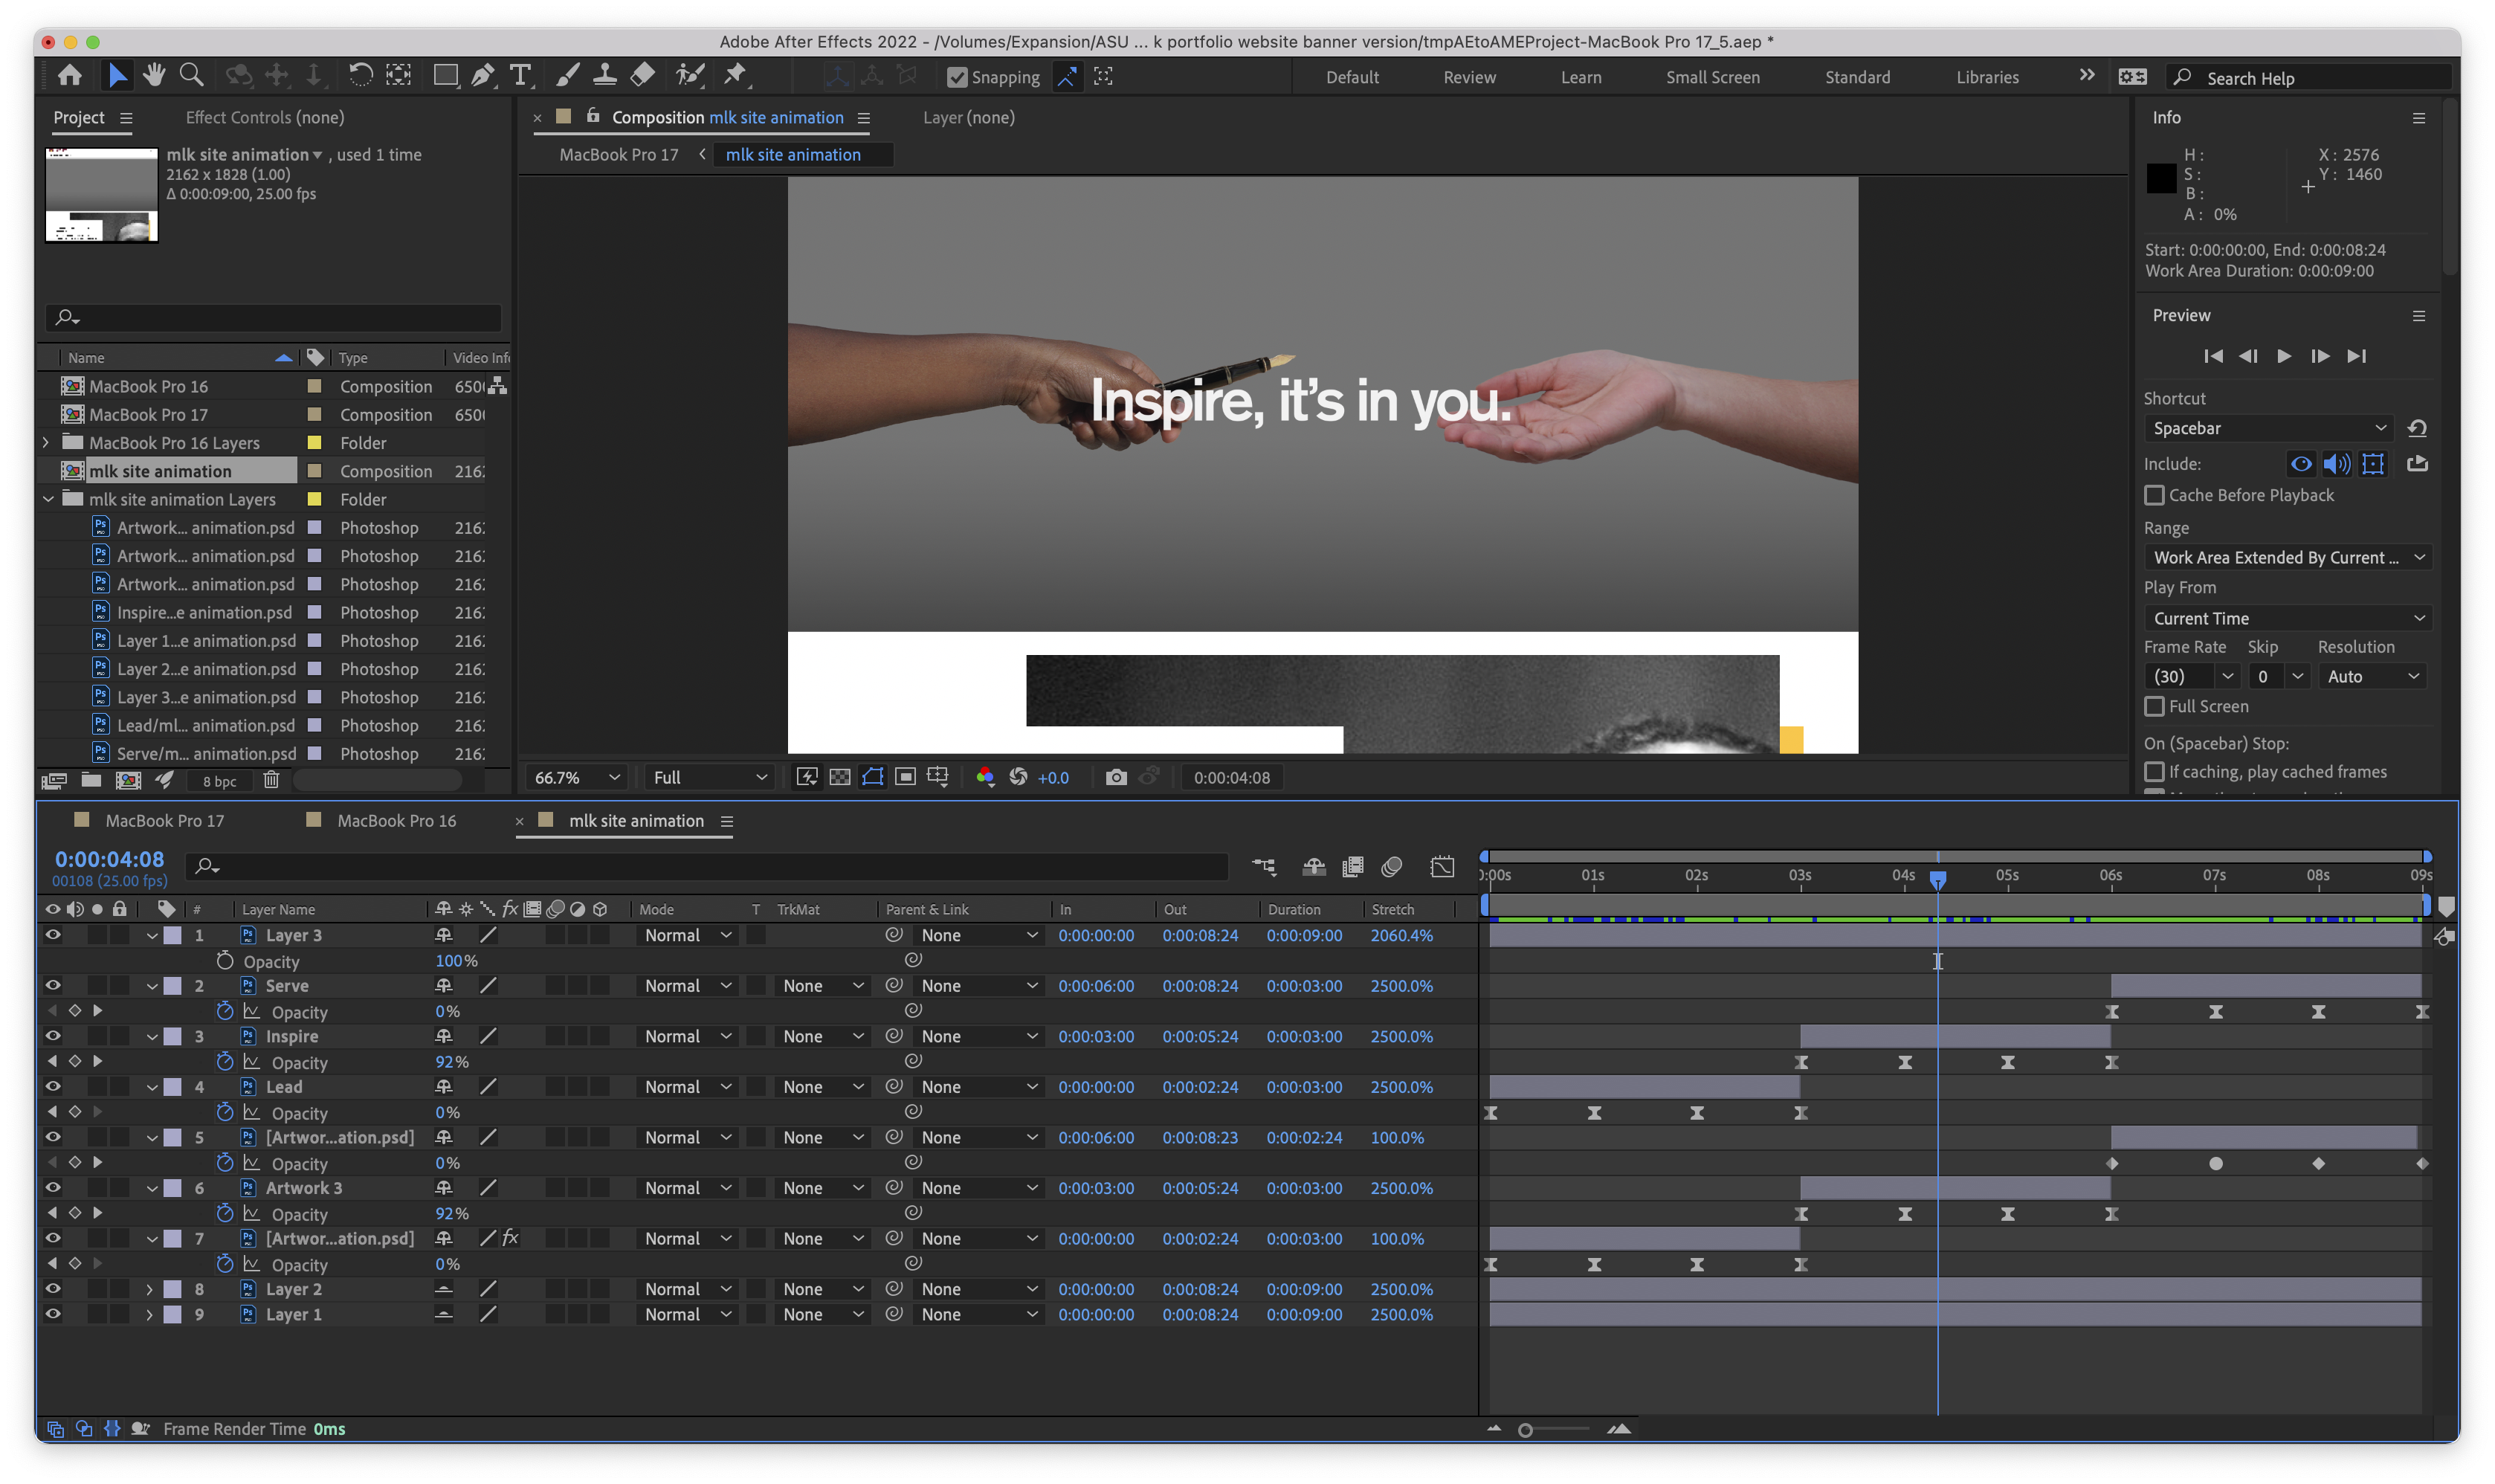 Adobe After Effects 2022 - /Volumes/Expansion/ASU ... k portfolio website banner version/tmpAEtoAMEProject-MacBook Pro 17_5.aep *
Snapping
Default Review Learn Small Screen Standard Libraries
Search Help
Project Effect Controls (none)
mlk site animation , used 1 time
2162 x 1828 (1.00)
Δ 0:00:09:00, 25.00 fps
Name Type Video Inf
MacBook Pro 16 Composition 650
MacBook Pro 17 Composition 650
MacBook Pro 16 Layers Folder
mlk site animation Composition 216
mlk site animation Layers Folder
Artwork... animation.psd Photoshop 216
Artwork... animation.psd Photoshop 216
Artwork... animation.psd Photoshop 216
Inspire...e animation.psd Photoshop 216
Layer 1...e animation.psd Photoshop 216
Layer 2...e animation.psd Photoshop 216
Layer 3...e animation.psd Photoshop 216
Lead/ml... animation.psd Photoshop 216
Serve/m... animation.psd Photoshop 216
8 bpc
Composition mlk site animation Layer (none)
MacBook Pro 17 mlk site animation
Inspire, it’s in you.
66.7% Full +0.0 0:00:04:08
Info
H :
S :
B :
A : 0%
X : 2576
Y : 1460
Start: 0:00:00:00, End: 0:00:08:24
Work Area Duration: 0:00:09:00
Preview
Shortcut
Spacebar
Include:
Cache Before Playback
Range
Work Area Extended By Current ...
Play From
Current Time
Frame Rate Skip Resolution
(30) 0 Auto
Full Screen
On (Spacebar) Stop:
If caching, play cached frames
MacBook Pro 17 MacBook Pro 16 mlk site animation
0:00:04:08
00108 (25.00 fps)
0:00s 01s 02s 03s 04s 05s 06s 07s 08s 09s
# Layer Name Mode T TrkMat Parent & Link In Out Duration Stretch
1 Layer 3 Normal None 0:00:00:00 0:00:08:24 0:00:09:00 2060.4%
Opacity 100%
2 Serve Normal None None 0:00:06:00 0:00:08:24 0:00:03:00 2500.0%
Opacity 0%
3 Inspire Normal None None 0:00:03:00 0:00:05:24 0:00:03:00 2500.0%
Opacity 92%
4 Lead Normal None None 0:00:00:00 0:00:02:24 0:00:03:00 2500.0%
Opacity 0%
5 [Artwor...ation.psd] Normal None None 0:00:06:00 0:00:08:23 0:00:02:24 100.0%
Opacity 0%
6 Artwork 3 Normal None None 0:00:03:00 0:00:05:24 0:00:03:00 2500.0%
Opacity 92%
7 [Artwor...ation.psd] fx Normal None None 0:00:00:00 0:00:02:24 0:00:03:00 100.0%
Opacity 0%
8 Layer 2 Normal None None 0:00:00:00 0:00:08:24 0:00:09:00 2500.0%
9 Layer 1 Normal None None 0:00:00:00 0:00:08:24 0:00:09:00 2500.0%
Frame Render Time 0ms